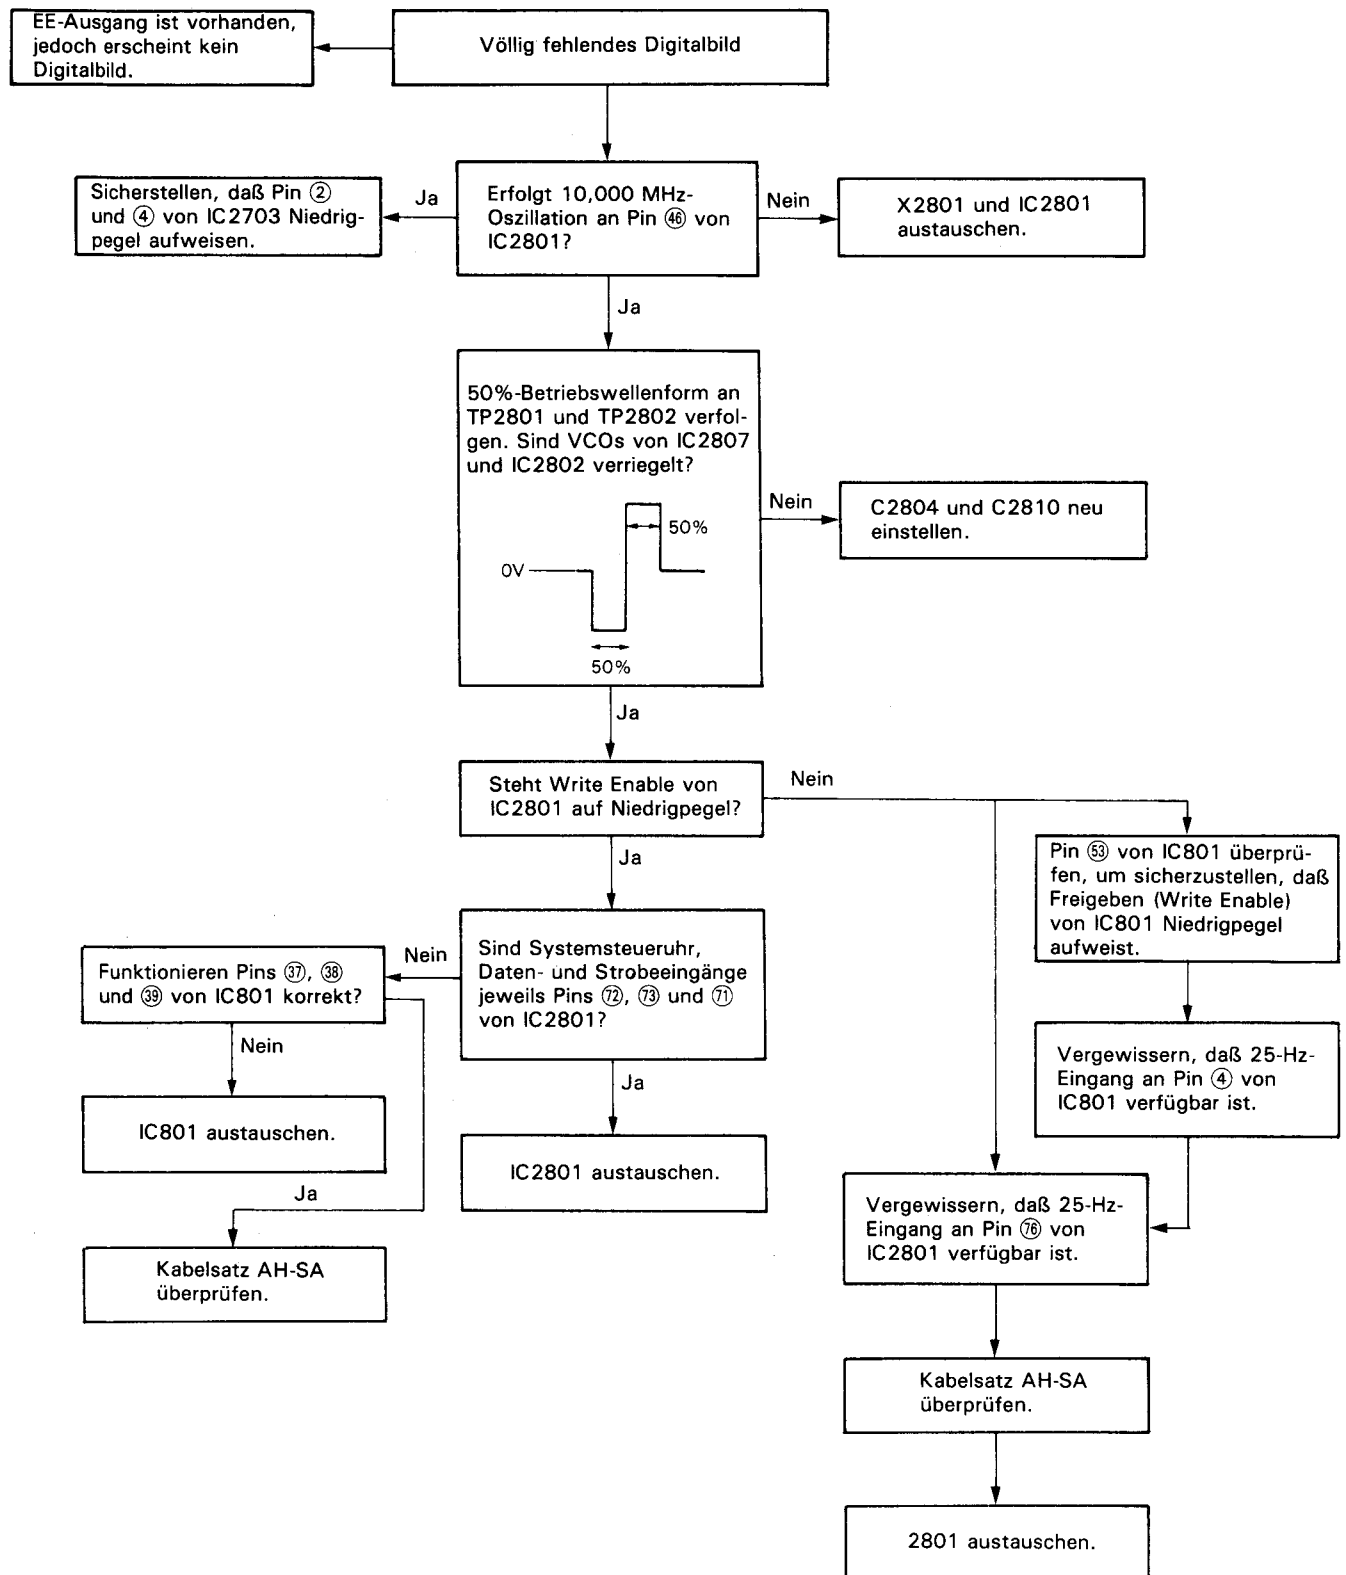 EE-Ausgang ist vorhanden,
jedoch erscheint kein
Digitalbild.
Völlig fehlendes Digitalbild
Sicherstellen, daß Pin ②
und ④ von IC2703 Niedrig-
pegel aufweisen.
Ja
Erfolgt 10,000 MHz-
Oszillation an Pin ㊻ von
IC2801?
Nein
X2801 und IC2801
austauschen.
Ja
50%-Betriebswellenform an
TP2801 und TP2802 verfol-
gen. Sind VCOs von IC2807
und IC2802 verriegelt?
50%
0V
50%
Nein
C2804 und C2810 neu
einstellen.
Ja
Steht Write Enable von
IC2801 auf Niedrigpegel?
Nein
Ja
Pin 53 von IC801 überprü-
fen, um sicherzustellen, daß
Freigeben (Write Enable)
von IC801 Niedrigpegel
aufweist.
Funktionieren Pins ㊲, ㊳
und ㊴ von IC801 korrekt?
Nein
Sind Systemsteueruhr,
Daten- und Strobeeingänge
jeweils Pins 72, 73 und 71
von IC2801?
Nein
IC801 austauschen.
Ja
Kabelsatz AH-SA
überprüfen.
Ja
IC2801 austauschen.
Vergewissern, daß 25-Hz-
Eingang an Pin ④ von
IC801 verfügbar ist.
Vergewissern, daß 25-Hz-
Eingang an Pin 76 von
IC2801 verfügbar ist.
Kabelsatz AH-SA
überprüfen.
2801 austauschen.